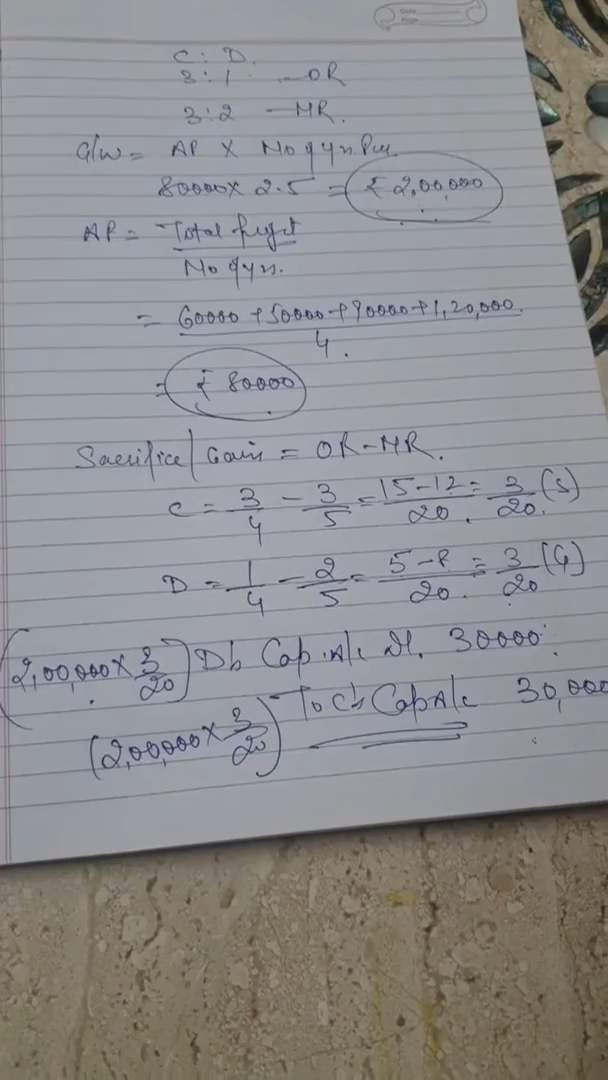 C : D.
3 : 1 - OR
3 : 2 - NR.
G/w = AP × No of yrs Pur.
80000 × 2.5 = ₹ 2,00,000
AP = Total profit
No of yrs.
= 60000 + 50000 + 90000 + 1,20,000.
4.
= ₹ 80000
Sacrifice/Gain = OR - NR.
C = 3/4 - 3/5 = 15-12/20. = 3/20. (S)
D = 1/4 - 2/5 = 5-8/20. = 3/20 (G)
(2,00,000 × 3/20) D's Cap. A/c Dr. 30000
(2,00,000 × 3/20) To C's Cap A/c 30,000